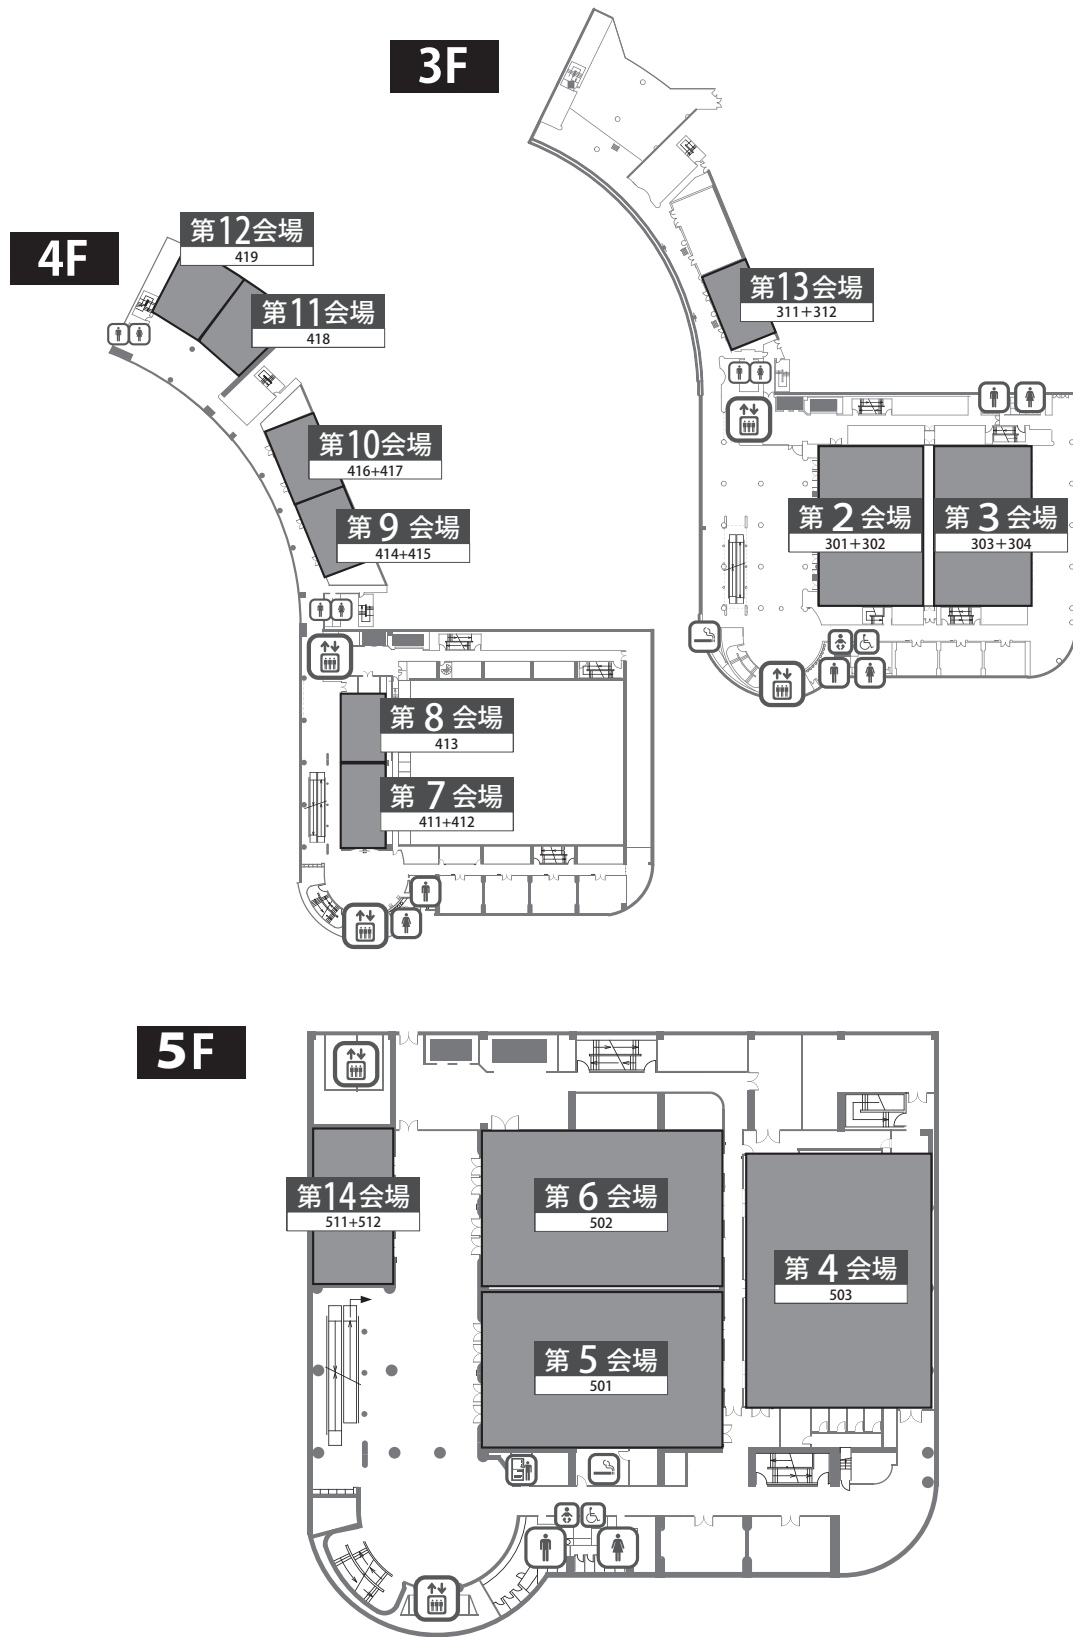 3F
第13会場
311+312
第2会場
301+302
第3会場
303+304
4F
第12会場
419
第11会場
418
第10会場
416+417
第9会場
414+415
第8会場
413
第7会場
411+412
5F
第14会場
511+512
第6会場
502
第4会場
503
第5会場
501